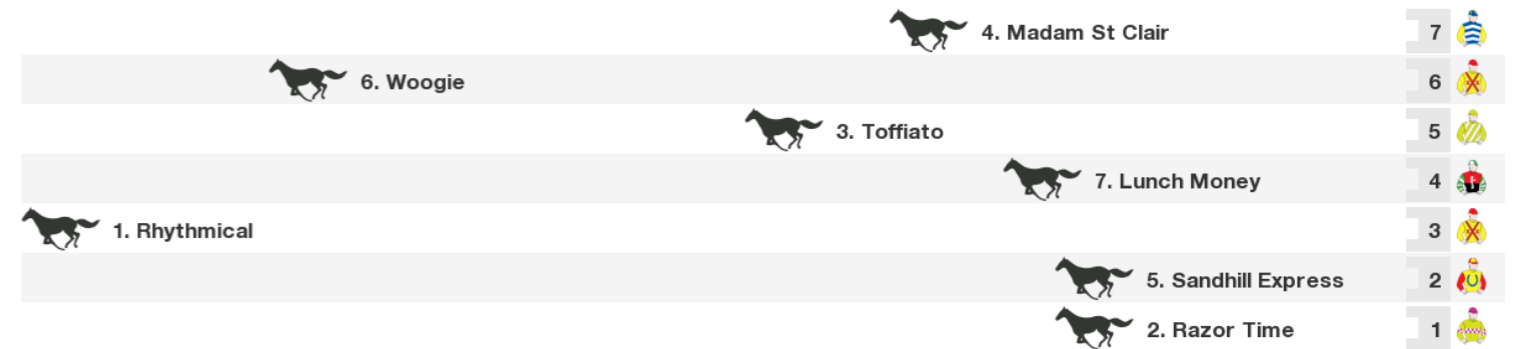 4. Madam St Clair 7
6. Woogie 6
3. Toffiato 5
7. Lunch Money 4
1. Rhythmical 3
5. Sandhill Express 2
2. Razor Time 1